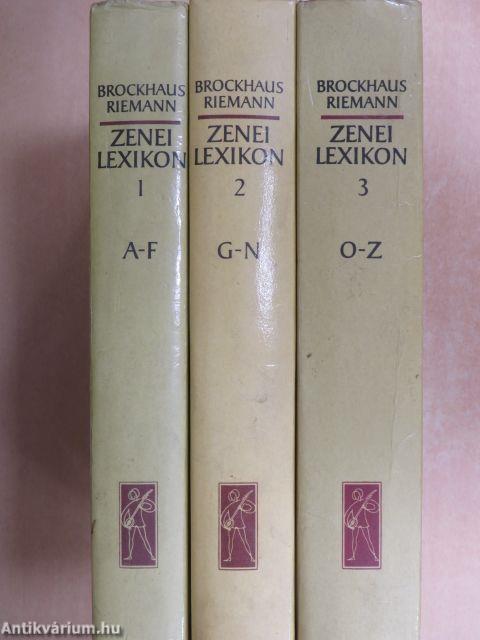 BROCKHAUS
RIEMANN
ZENEI
LEXIKON
1
A-F
BROCKHAUS
RIEMANN
ZENEI
LEXIKON
2
G-N
BROCKHAUS
RIEMANN
ZENEI
LEXIKON
3
O-Z
Antikvárium.hu